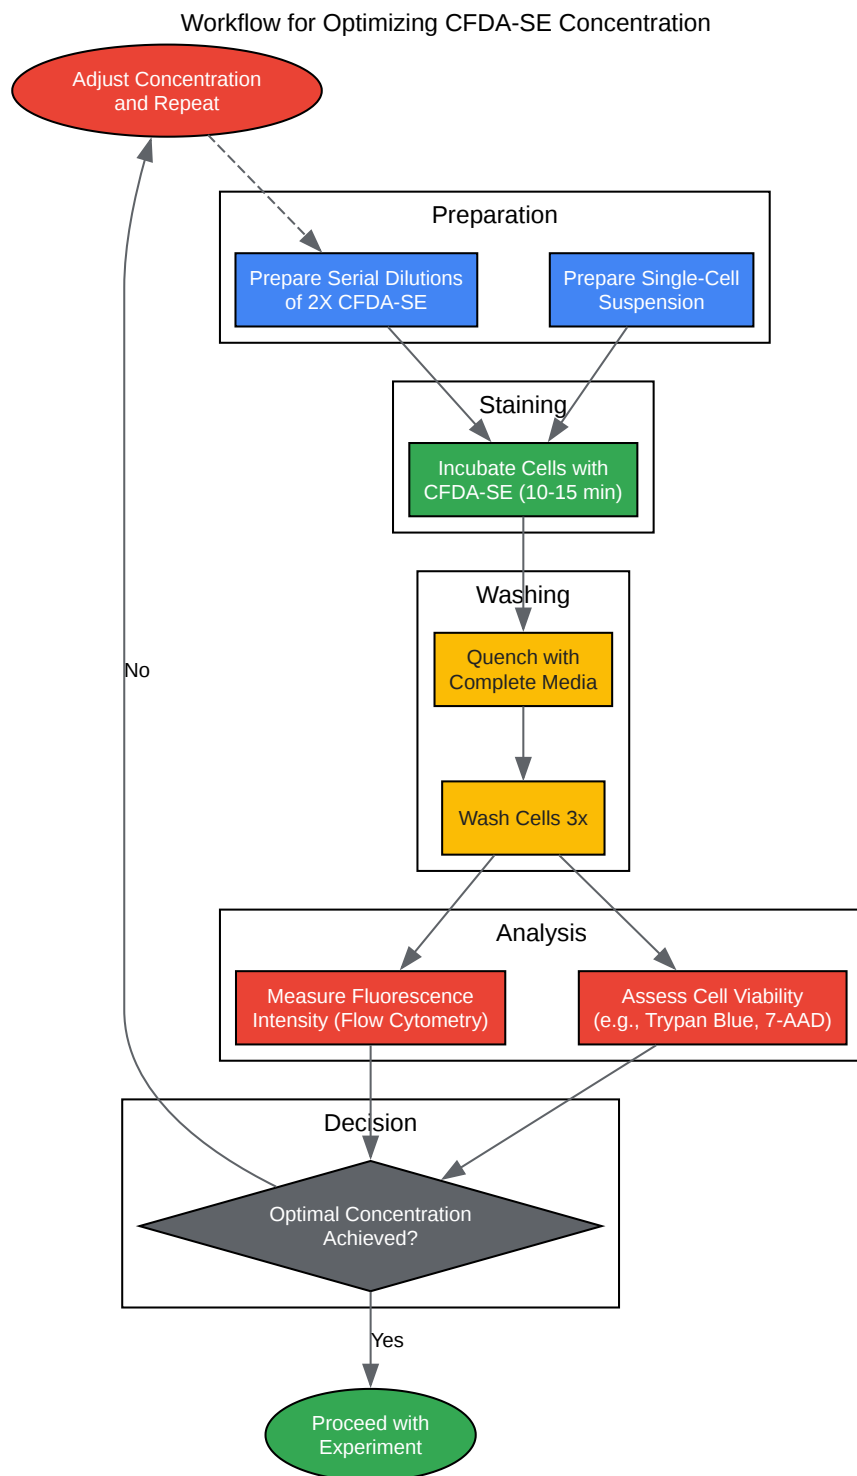 Workflow for Optimizing CFDA-SE Concentration
Adjust Concentration
and Repeat
Preparation
Prepare Serial Dilutions
of 2X CFDA-SE
Prepare Single-Cell
Suspension
Staining
Incubate Cells with
CFDA-SE (10-15 min)
Washing
Quench with
Complete Media
No
Wash Cells 3x
Analysis
Measure Fluorescence
Intensity (Flow Cytometry)
Assess Cell Viability
(e.g., Trypan Blue, 7-AAD)
Decision
Optimal Concentration
Achieved?
Yes
Proceed with
Experiment